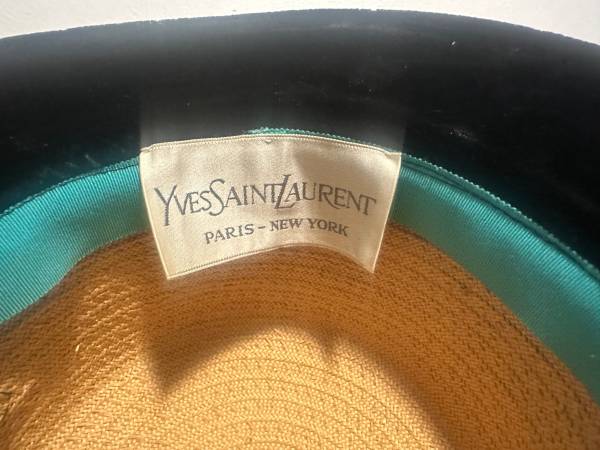 YVESSAINTLAURENT
PARIS – NEW YORK